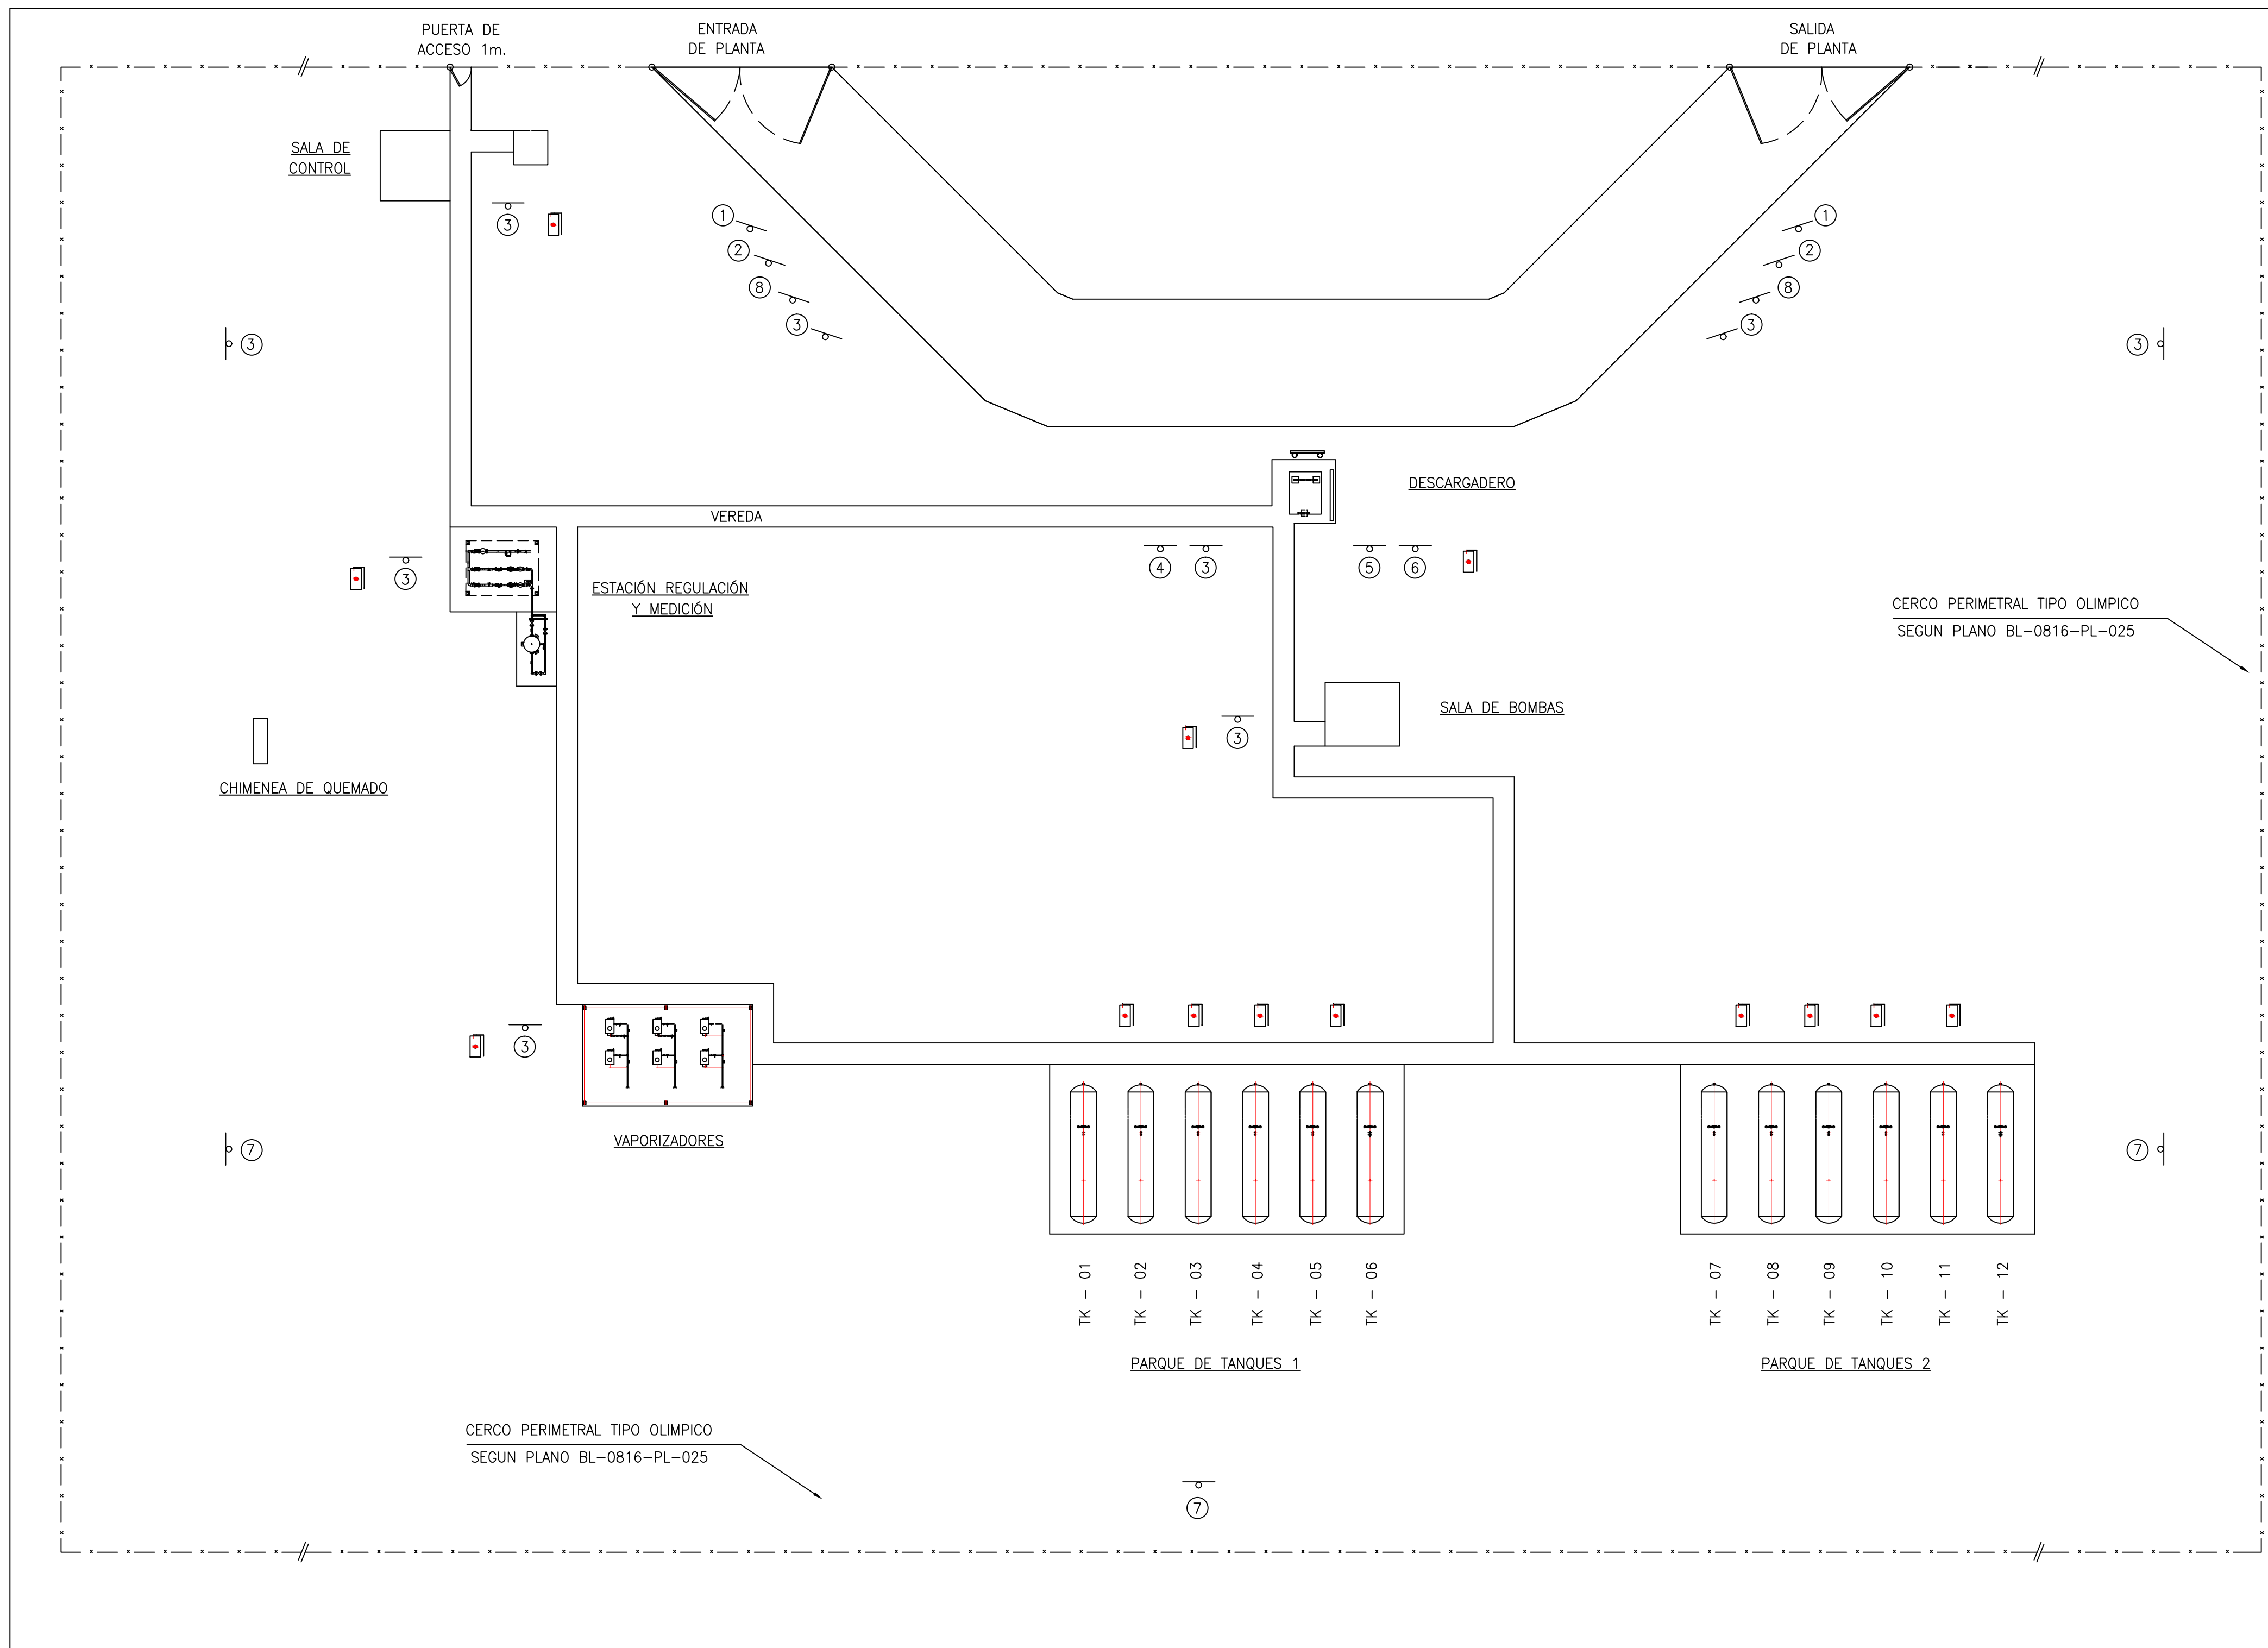 PUERTA DE
ACCESO 1m.
ENTRADA
DE PLANTA
SALIDA
DE PLANTA
SALA DE
CONTROL
3
1
2
8
3
1
2
8
3
3
3
DESCARGADERO
VEREDA
3
4
3
5
6
ESTACIÓN REGULACIÓN
Y MEDICIÓN
CERCO PERIMETRAL TIPO OLIMPICO
SEGUN PLANO BL-0816-PL-025
SALA DE BOMBAS
3
CHIMENEA DE QUEMADO
3
VAPORIZADORES
7
7
TK - 01
TK - 02
TK - 03
TK - 04
TK - 05
TK - 06
TK - 07
TK - 08
TK - 09
TK - 10
TK - 11
TK - 12
PARQUE DE TANQUES 1
PARQUE DE TANQUES 2
CERCO PERIMETRAL TIPO OLIMPICO
SEGUN PLANO BL-0816-PL-025
7